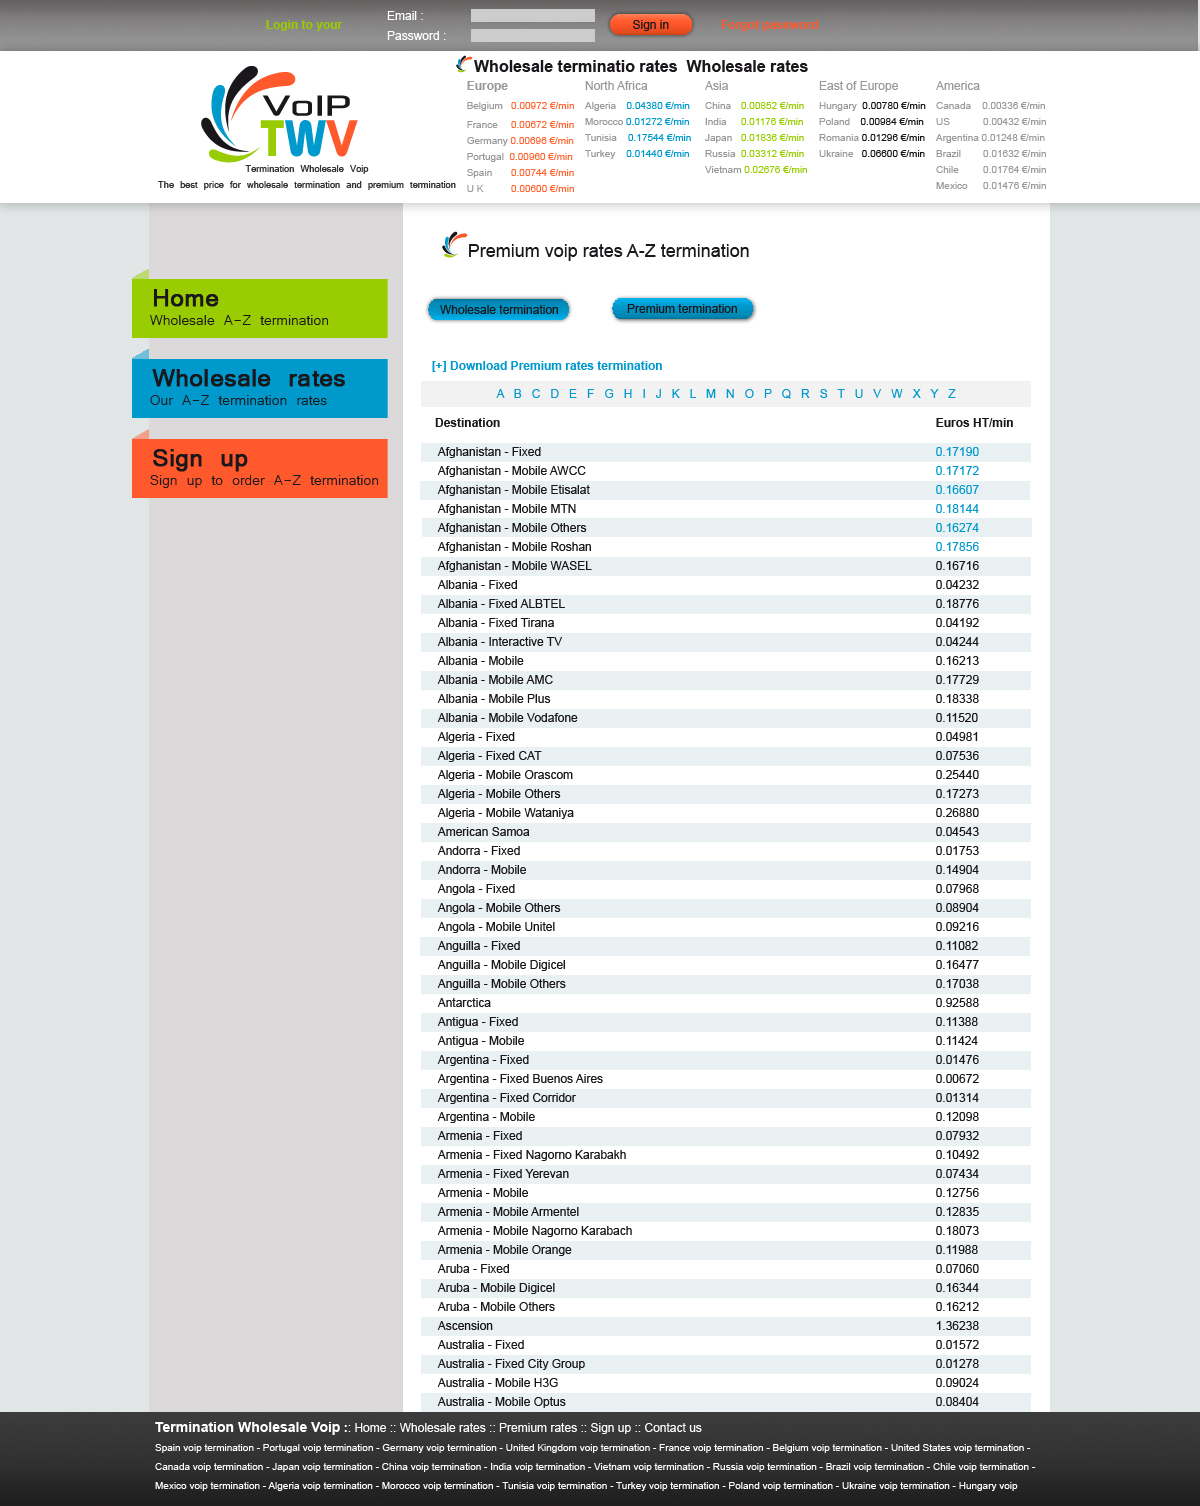 Login to your
Email :
Password :
Sign in
Forgot password
VoIP
TWV
Termination Wholesale Voip
The best price for wholesale termination and premium termination
Wholesale terminatio rates Wholesale rates
Europe
Belgium 0.00972 €/min
France 0.00672 €/min
Germany 0.00696 €/min
Portugal 0.00960 €/min
Spain 0.00744 €/min
U K 0.00600 €/min
North Africa
Algeria 0.04380 €/min
Morocco 0.01272 €/min
Tunisia 0.17544 €/min
Turkey 0.01440 €/min
Asia
China 0.00852 €/min
India 0.01176 €/min
Japan 0.01836 €/min
Russia 0.03312 €/min
Vietnam 0.02676 €/min
East of Europe
Hungary 0.00780 €/min
Poland 0.00984 €/min
Romania 0.01296 €/min
Ukraine 0.06600 €/min
America
Canada 0.00336 €/min
US 0.00432 €/min
Argentina 0.01248 €/min
Brazil 0.01632 €/min
Chile 0.01764 €/min
Mexico 0.01476 €/min
Home
Wholesale A-Z termination
Wholesale rates
Our A-Z termination rates
Sign up
Sign up to order A-Z termination
Premium voip rates A-Z termination
Wholesale termination
Premium termination
[+] Download Premium rates termination
A B C D E F G H I J K L M N O P Q R S T U V W X Y Z
Destination Euros HT/min
Afghanistan - Fixed 0.17190
Afghanistan - Mobile AWCC 0.17172
Afghanistan - Mobile Etisalat 0.16607
Afghanistan - Mobile MTN 0.18144
Afghanistan - Mobile Others 0.16274
Afghanistan - Mobile Roshan 0.17856
Afghanistan - Mobile WASEL 0.16716
Albania - Fixed 0.04232
Albania - Fixed ALBTEL 0.18776
Albania - Fixed Tirana 0.04192
Albania - Interactive TV 0.04244
Albania - Mobile 0.16213
Albania - Mobile AMC 0.17729
Albania - Mobile Plus 0.18338
Albania - Mobile Vodafone 0.11520
Algeria - Fixed 0.04981
Algeria - Fixed CAT 0.07536
Algeria - Mobile Orascom 0.25440
Algeria - Mobile Others 0.17273
Algeria - Mobile Wataniya 0.26880
American Samoa 0.04543
Andorra - Fixed 0.01753
Andorra - Mobile 0.14904
Angola - Fixed 0.07968
Angola - Mobile Others 0.08904
Angola - Mobile Unitel 0.09216
Anguilla - Fixed 0.11082
Anguilla - Mobile Digicel 0.16477
Anguilla - Mobile Others 0.17038
Antarctica 0.92588
Antigua - Fixed 0.11388
Antigua - Mobile 0.11424
Argentina - Fixed 0.01476
Argentina - Fixed Buenos Aires 0.00672
Argentina - Fixed Corridor 0.01314
Argentina - Mobile 0.12098
Armenia - Fixed 0.07932
Armenia - Fixed Nagorno Karabakh 0.10492
Armenia - Fixed Yerevan 0.07434
Armenia - Mobile 0.12756
Armenia - Mobile Armentel 0.12835
Armenia - Mobile Nagorno Karabach 0.18073
Armenia - Mobile Orange 0.11988
Aruba - Fixed 0.07060
Aruba - Mobile Digicel 0.16344
Aruba - Mobile Others 0.16212
Ascension 1.36238
Australia - Fixed 0.01572
Australia - Fixed City Group 0.01278
Australia - Mobile H3G 0.09024
Australia - Mobile Optus 0.08404
Termination Wholesale Voip :: Home :: Wholesale rates :: Premium rates :: Sign up :: Contact us
Spain voip termination - Portugal voip termination - Germany voip termination - United Kingdom voip termination - France voip termination - Belgium voip termination - United States voip termination -
Canada voip termination - Japan voip termination - China voip termination - India voip termination - Vietnam voip termination - Russia voip termination - Brazil voip termination - Chile voip termination -
Mexico voip termination - Algeria voip termination - Morocco voip termination - Tunisia voip termination - Turkey voip termination - Poland voip termination - Ukraine voip termination - Hungary voip